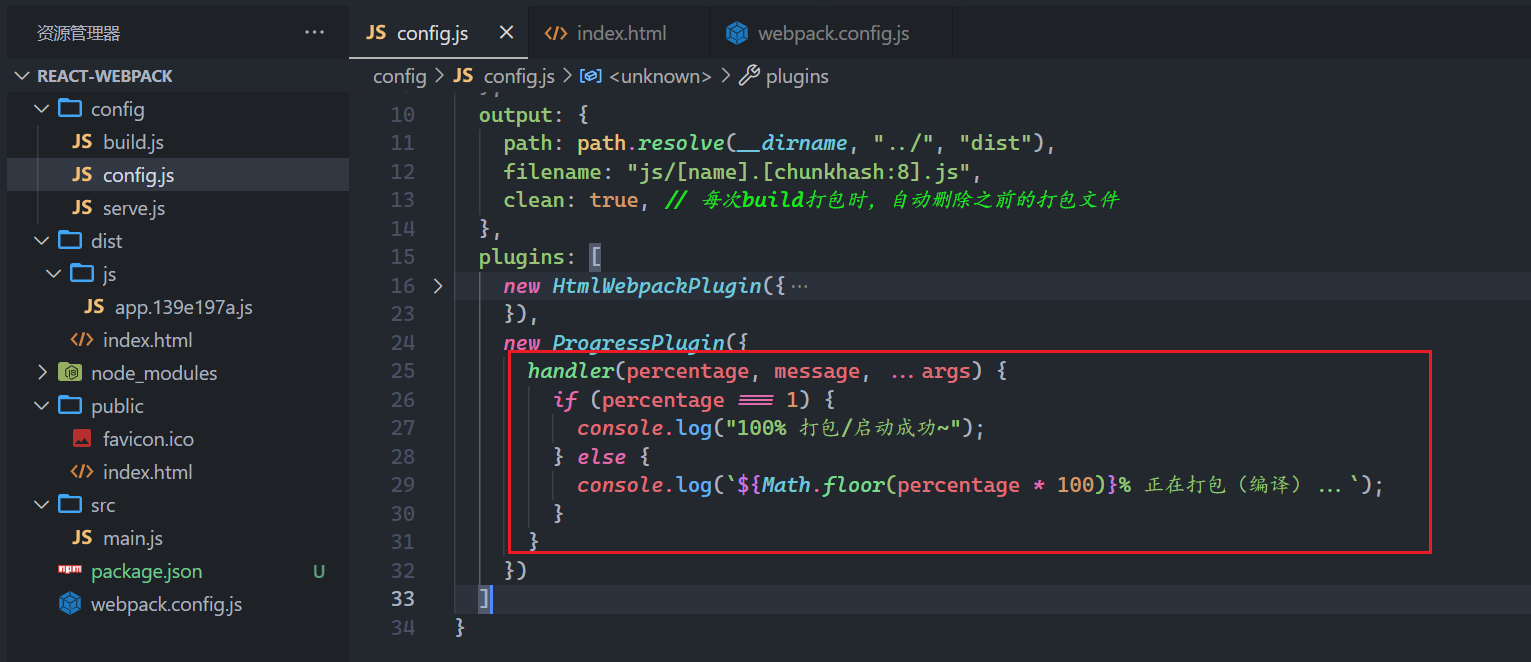 资源管理器 ···
REACT-WEBPACK
config
JS build.js
JS config.js
JS serve.js
dist
js
JS app.139e197a.js
</> index.html
node_modules
public
favicon.ico
</> index.html
src
JS main.js
npm package.json U
webpack.config.js
JS config.js
</> index.html
webpack.config.js
config > JS config.js > <unknown> > plugins
10 output: {
11 path: path.resolve(__dirname, "../", "dist"),
12 filename: "js/[name].[chunkhash:8].js",
13 clean: true, // 每次build打包时，自动删除之前的打包文件
14 },
15 plugins: [
16 new HtmlWebpackPlugin({ ···
23 }),
24 new ProgressPlugin({
25 handler(percentage, message, ...args) {
26 if (percentage === 1) {
27 console.log("100% 打包/启动成功~");
28 } else {
29 console.log(`${Math.floor(percentage * 100)}% 正在打包（编译）...`);
30 }
31 }
32 })
33 ]
34 }